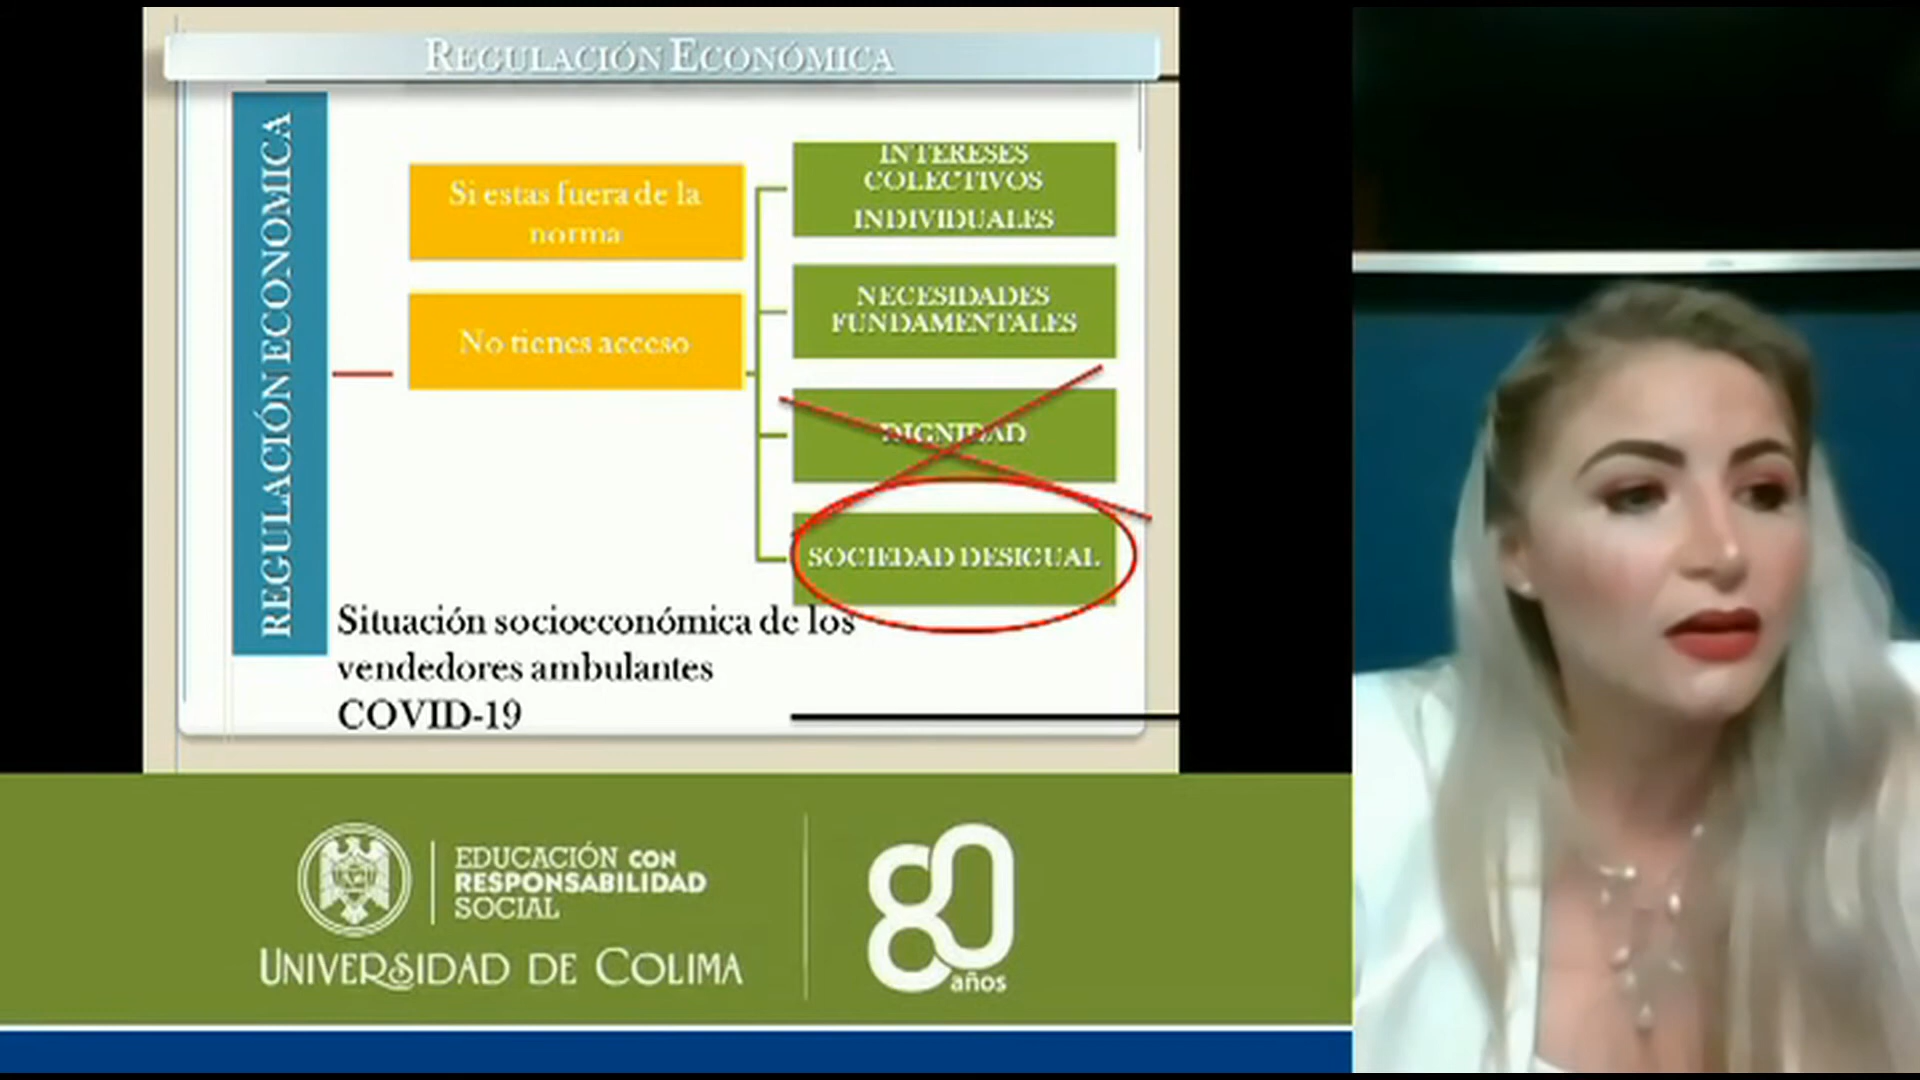 REGULACIÓN ECONÓMICA
REGULACIÓN ECONOMICA
Si estas fuera de la
norma
No tienes acceso
INTERESES
COLECTIVOS
INDIVIDUALES
NECESIDADES
FUNDAMENTALES
DIGNIDAD
SOCIEDAD DESIGUAL
Situación socioeconómica de los
vendedores ambulantes
COVID-19
EDUCACIÓN CON
RESPONSABILIDAD
SOCIAL
UNIVERSIDAD DE COLIMA
80
años